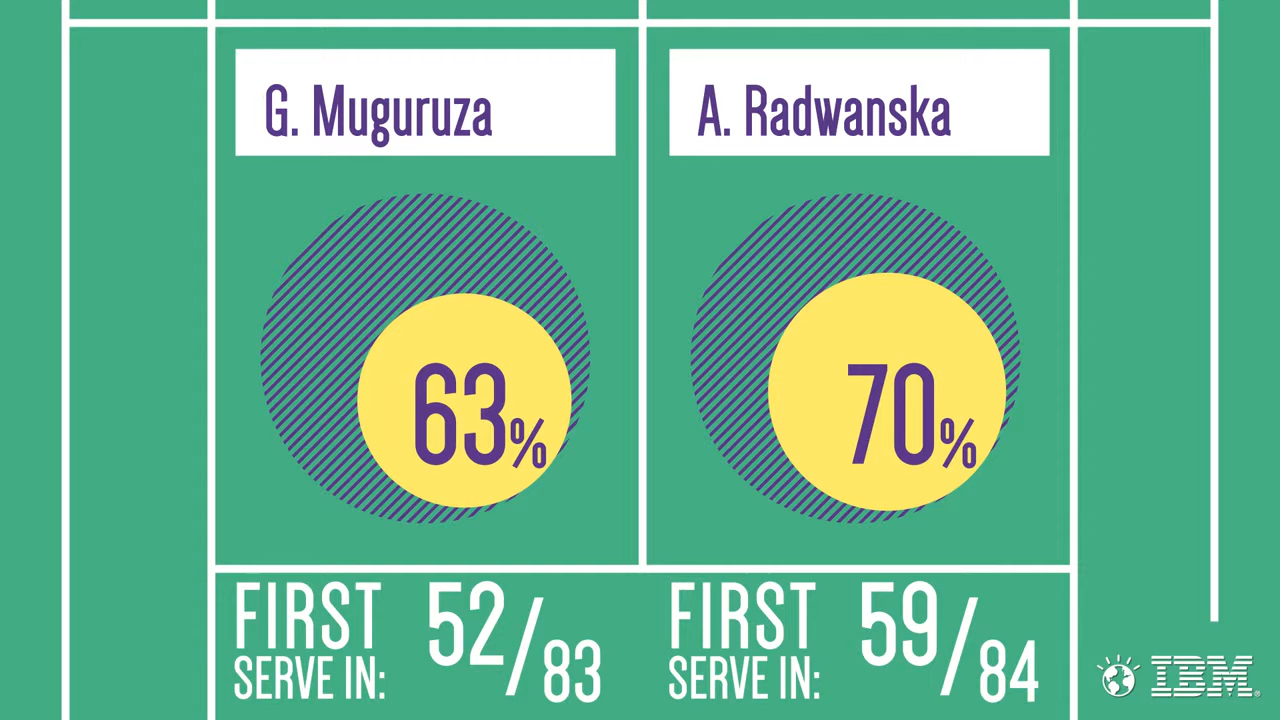 G. Muguruza
A. Radwanska
63%
70%
FIRST
SERVE IN:
52/83
FIRST
SERVE IN:
59/84
IBM®